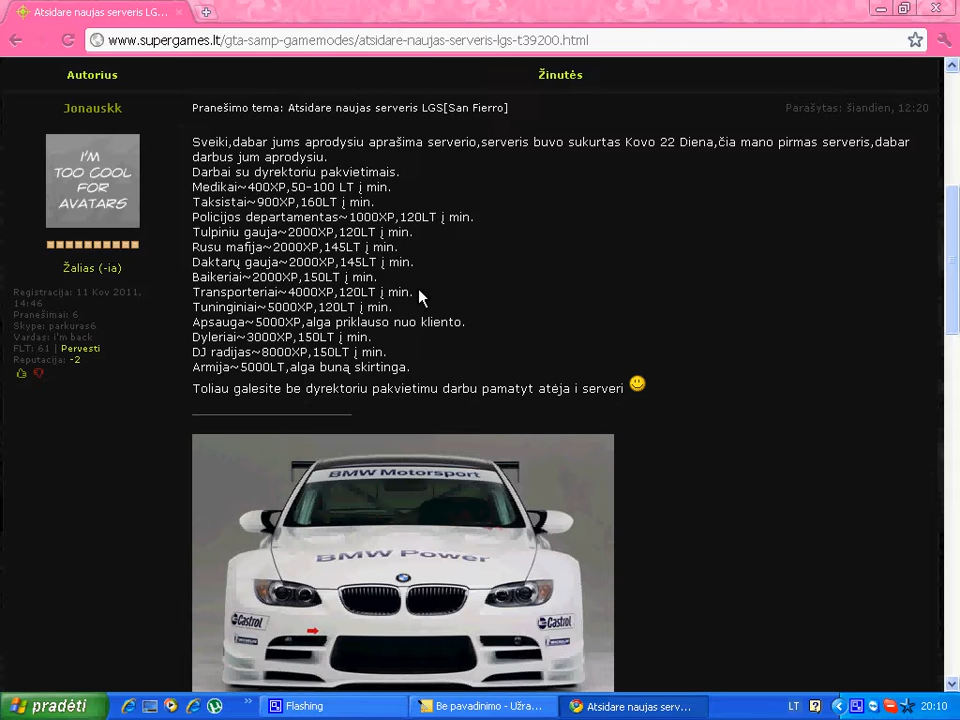 Atsidare naujas serveris LGS...
www.supergames.lt/gta-samp-gamemodes/atsidare-naujas-serveris-lgs-t39200.html
Autorius
Žinutės
Jonauskk
Pranešimo tema: Atsidare naujas serveris LGS[San Fierro]
Parašytas: šiandien, 12:20
I'M
TOO COOL
FOR
AVATARS
Žalias (-ia)
Registracija: 11 Kov 2011,
14:46
Pranešimai: 6
Skype: parkuras6
Vardas: i'm back
FLT: 61 | Pervesti
Reputacija: -2
Sveiki,dabar jums aprodysiu aprašima serverio,serveris buvo sukurtas Kovo 22 Diena,čia mano pirmas serveris,dabar
darbus jum aprodysiu.
Darbai su dyrektoriu pakvietimais.
Medikai~400XP,50-100 LT į min.
Taksistai~900XP,160LT į min.
Policijos departamentas~1000XP,120LT į min.
Tulpiniu gauja~2000XP,120LT į min.
Rusu mafija~2000XP,145LT į min.
Daktarų gauja~2000XP,145LT į min.
Baikeriai~2000XP,150LT į min.
Transporteriai~4000XP,120LT į min.
Tuninginiai~5000XP,120LT į min.
Apsauga~5000XP,alga priklauso nuo kliento.
Dyleriai~3000XP,150LT į min.
DJ radijas~8000XP,150LT į min.
Armija~5000LT,alga buną skirtinga.
Toliau galesite be dyrektoriu pakvietimu darbu pamatyt atėja i serveri
BMW Motorsport
BMW Power
Castrol
Castrol
pradėti
Flashing
Be pavadinimo - Užra...
Atsidare naujas serv...
LT
20:10